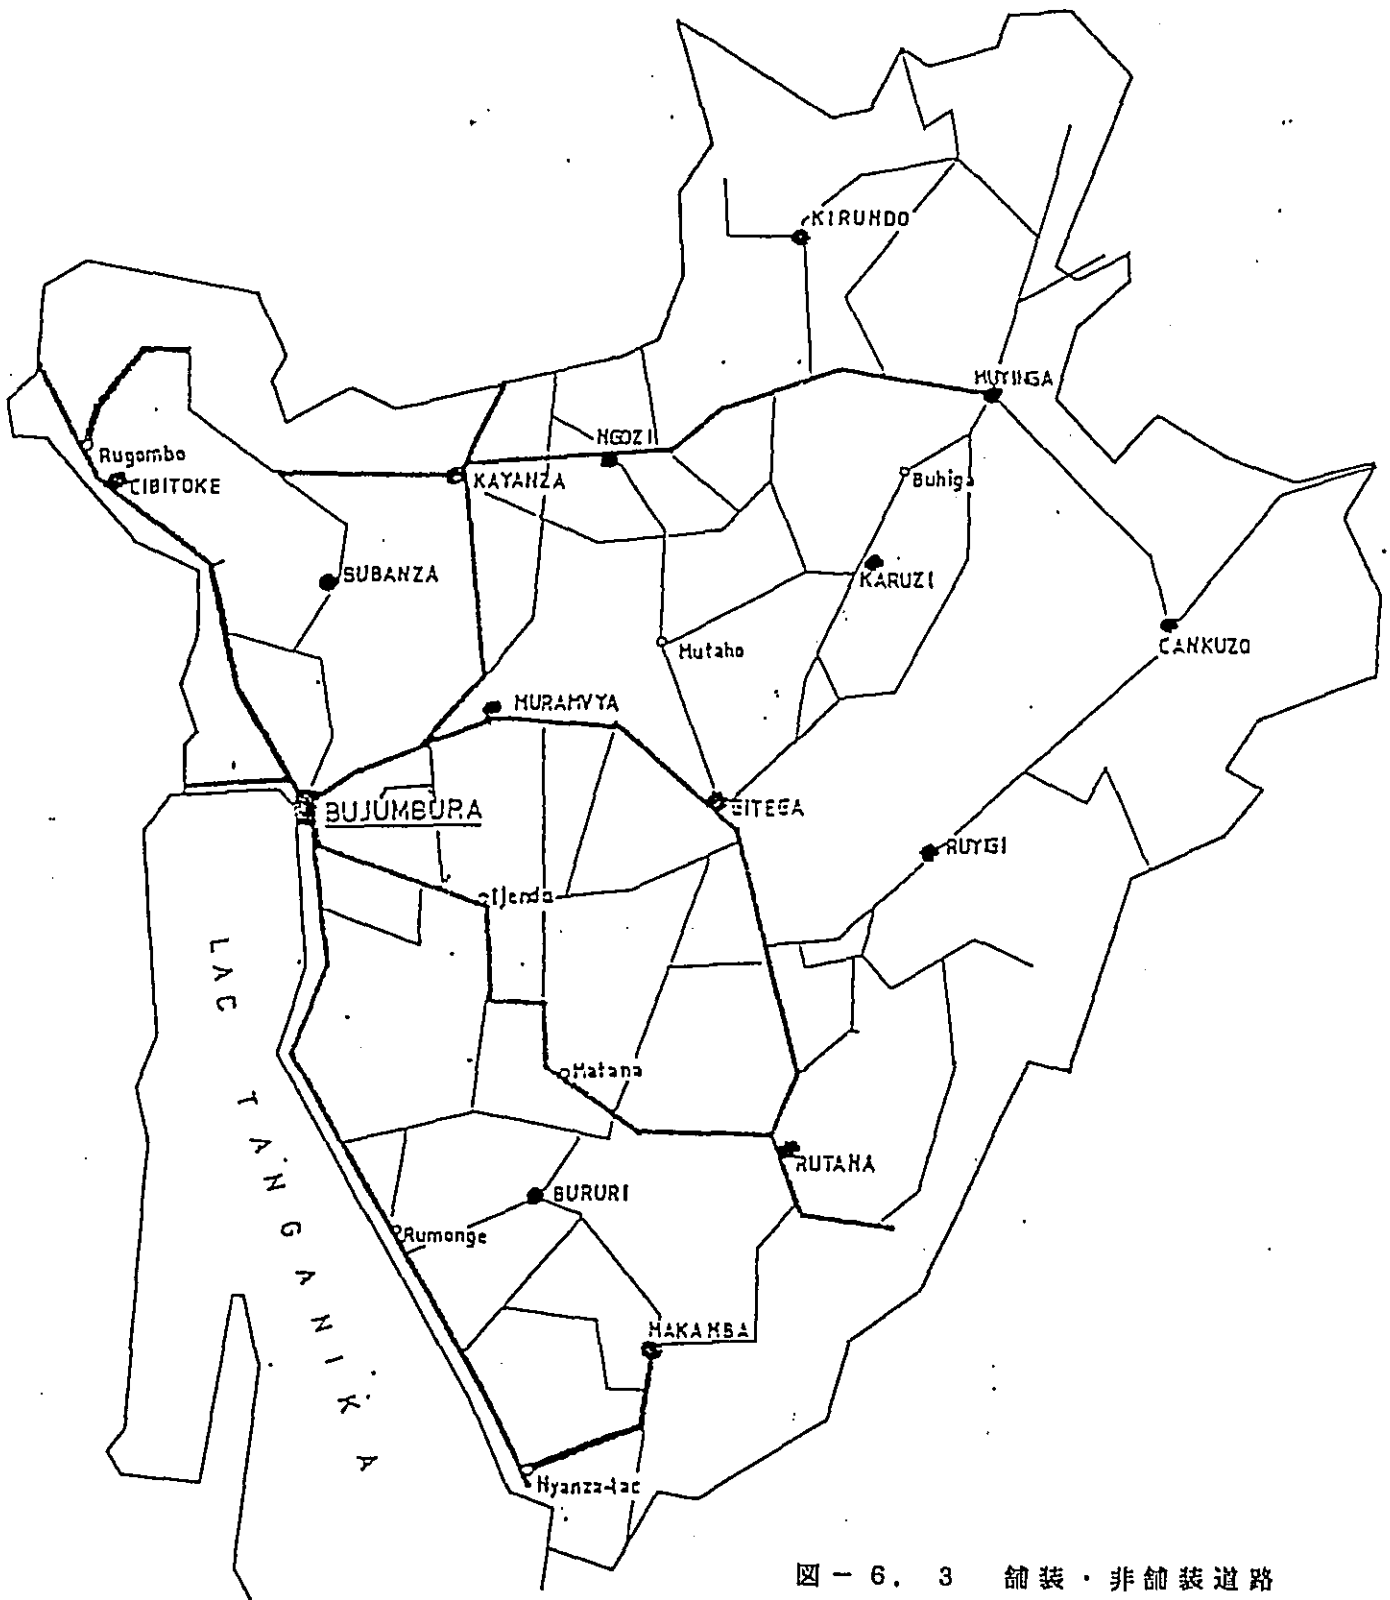 KIRUNDO
MUYINGA
NGOZI
Rugombo
CIBITOKE
KAYANZA
Buhiga
SUBANZA
KARUZI
CANKUZO
Mutaho
MURAMVYA
BUJUMBURA
GITEGA
RUYIGI
Ijenda
LAC TANGANIKA
Matana
RUTANA
BURURI
Rumonge
MAKAMBA
Nyanza-Lac
図-6.3 舗装・非舗装道路